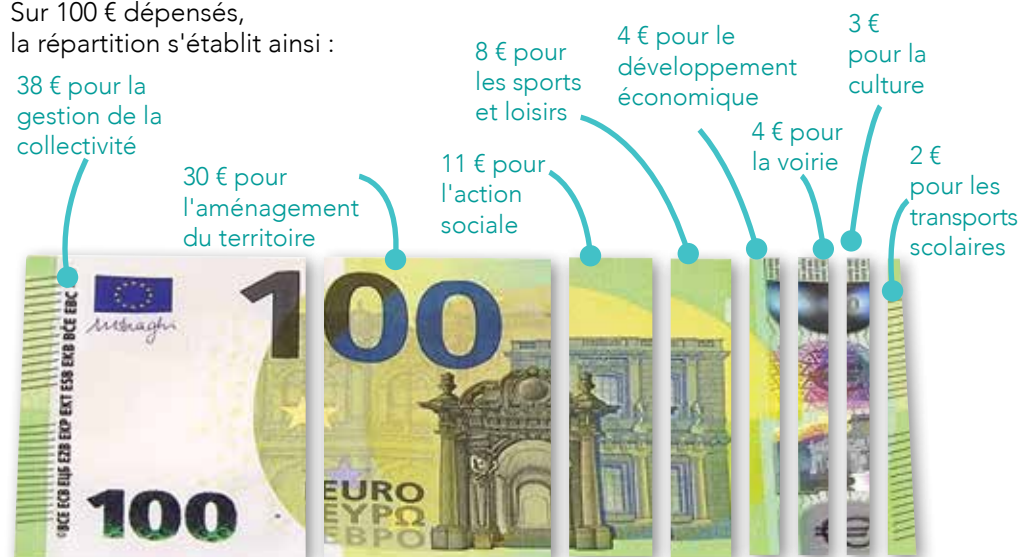 Sur 100 € dépensés,
la répartition s'établit ainsi :
38 € pour la
gestion de la
collectivité
30 € pour
l'aménagement
du territoire
11 € pour
l'action
sociale
8 € pour
les sports
et loisirs
4 € pour le
développement
économique
4 € pour
la voirie
3 €
pour la
culture
2 €
pour les
transports
scolaires
100
100
EURO
ΕΥΡΩ
ЕВРО